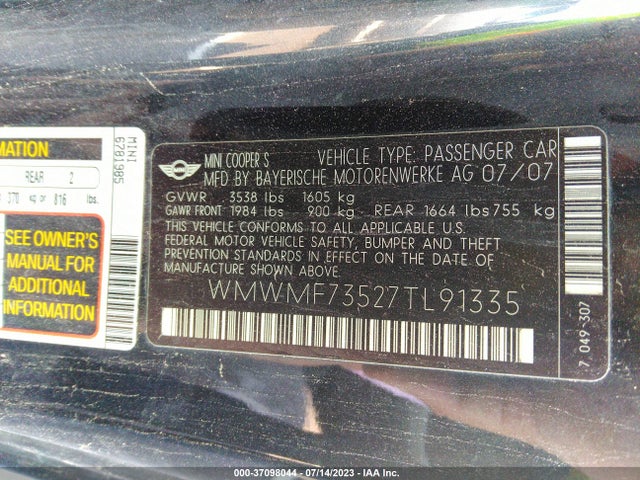 MATION
REAR 2
370 kg or 816 lbs.
SEE OWNER'S
MANUAL FOR
ADDITIONAL
INFORMATION
MINI
6781985
MINI
MINI COOPER S VEHICLE TYPE: PASSENGER CAR
MFD BY BAYERISCHE MOTORENWERKE AG 07/07
GVWR 3538 lbs 1605 kg
GAWR FRONT 1984 lbs 900 kg REAR 1664 lbs 755 kg
THIS VEHICLE CONFORMS TO ALL APPLICABLE U.S.
FEDERAL MOTOR VEHICLE SAFETY, BUMPER AND THEFT
PREVENTION STANDARDS IN EFFECT ON THE DATE OF
MANUFACTURE SHOWN ABOVE.
WMWMF73527TL91335
7 049-307
000-37098044 - 07/14/2023 - IAA Inc.